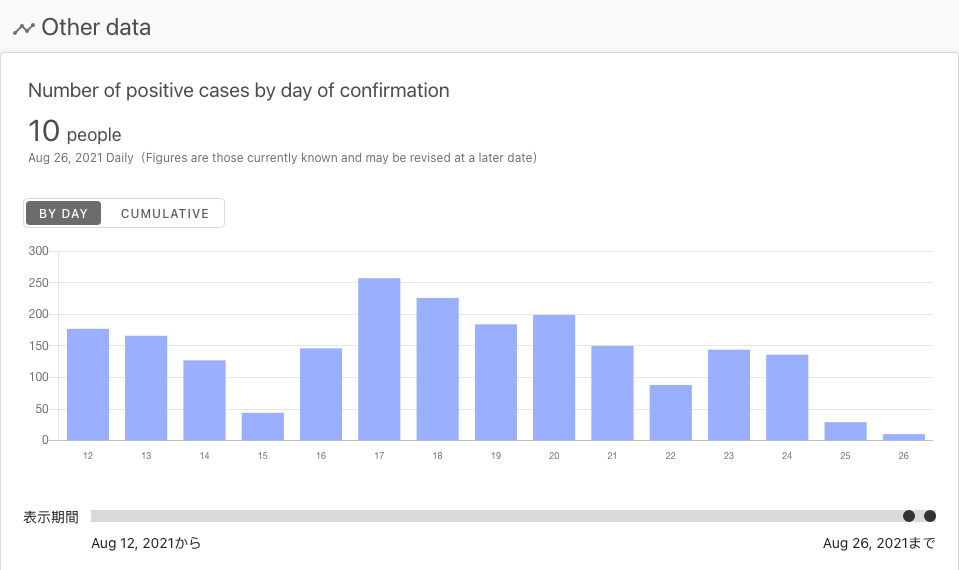 Other data
Number of positive cases by day of confirmation
10 people
Aug 26, 2021 Daily（Figures are those currently known and may be revised at a later date）
BY DAY CUMULATIVE
300
250
200
150
100
50
0
12 13 14 15 16 17 18 19 20 21 22 23 24 25 26
表示期間
Aug 12, 2021から Aug 26, 2021まで